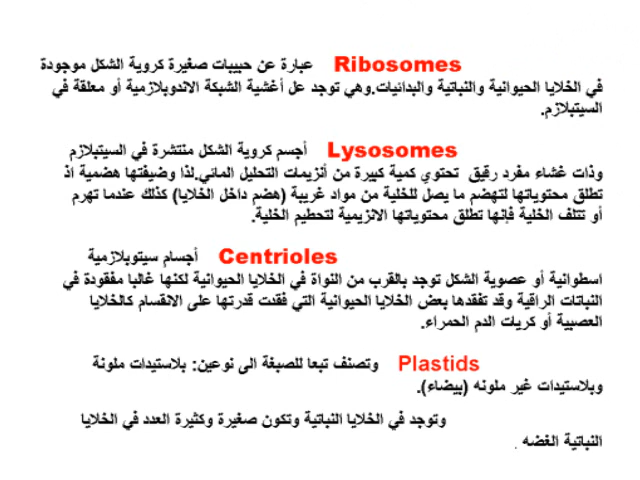 Ribosomes عبارة عن حبيبات صغيرة كروية الشكل موجودة
في الخلايا الحيوانية والنباتية والبدائيات.وهي توجد عل أغشية الشبكة الاندوبلازمية أو معلقة في
السيتبلازم.
Lysosomes أجسم كروية الشكل منتشرة في السيتبلازم
وذات غشاء مفرد رقيق تحتوي كمية كبيرة من أنزيمات التحليل المائي.لذا وضيفتها هضمية اذ
تطلق محتوياتها لتهضم ما يصل للخلية من مواد غريبة (هضم داخل الخلايا) كذلك عندما تهرم
أو تتلف الخلية فإنها تطلق محتوياتها الانزيمية لتحطيم الخلية.
Centrioles أجسام سيتوبلازمية
اسطوانية أو عصوية الشكل توجد بالقرب من النواة في الخلايا الحيوانية لكنها غالبا مفقودة في
النباتات الراقية وقد تفقدها بعض الخلايا الحيوانية التي فقدت قدرتها على الانقسام كالخلايا
العصبية أو كريات الدم الحمراء.
Plastids وتصنف تبعا للصبغة الى نوعين: بلاستيدات ملونة
وبلاستيدات غير ملونه (بيضاء).
وتوجد في الخلايا النباتية وتكون صغيرة وكثيرة العدد في الخلايا
النباتية الغضه .